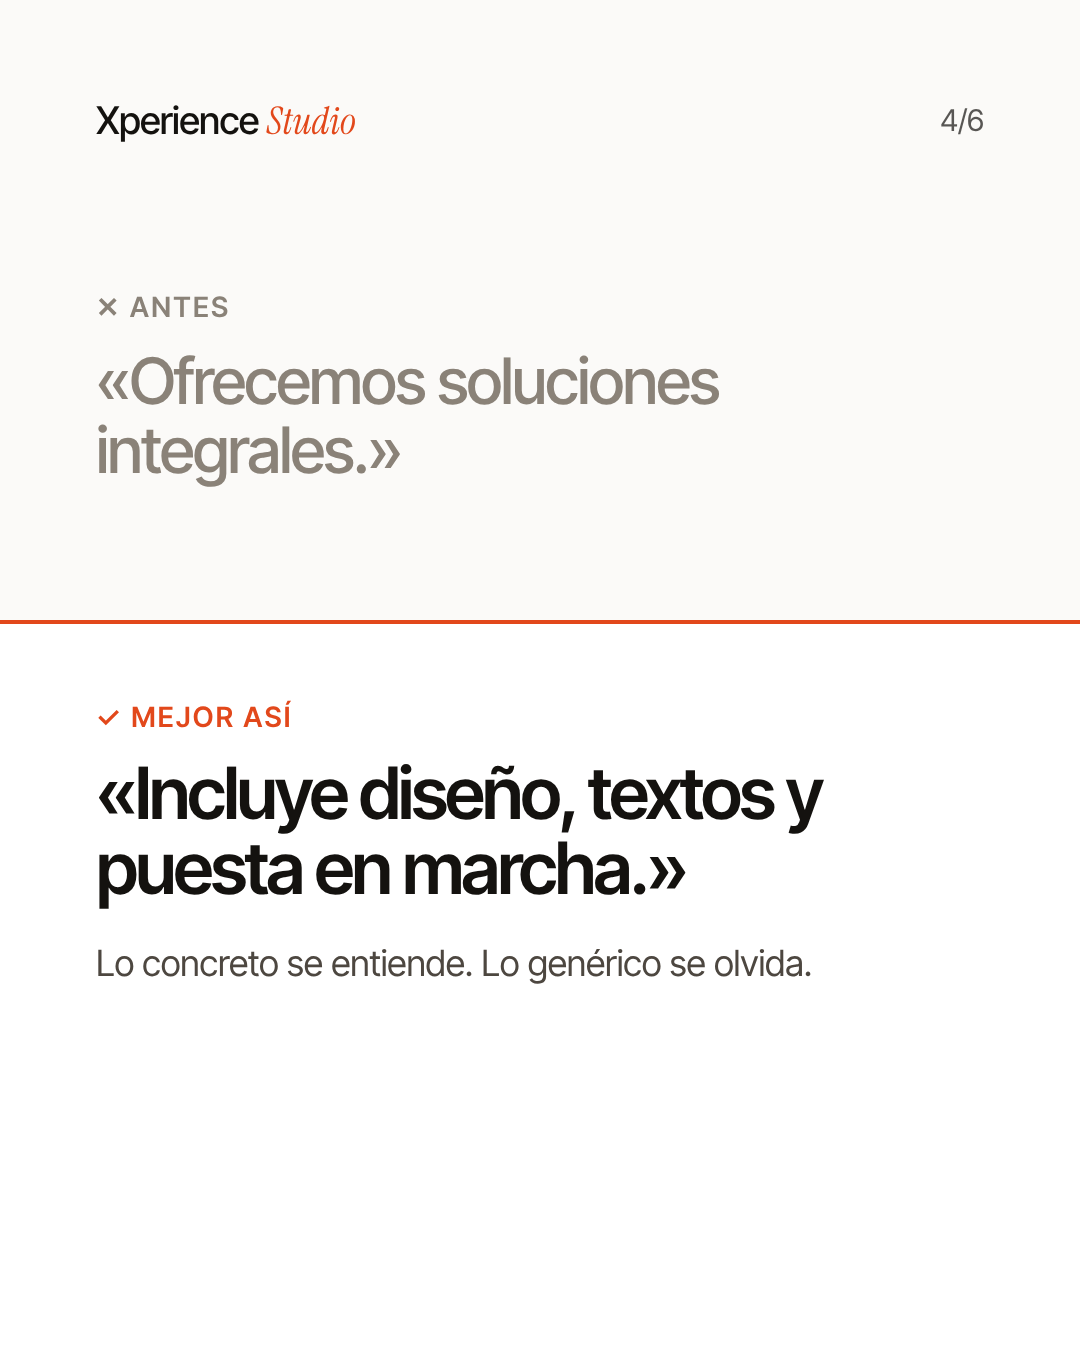 Xperience Studio
4/6
✕ ANTES
«Ofrecemos soluciones
integrales.»
✓ MEJOR ASÍ
«Incluye diseño, textos y
puesta en marcha.»
Lo concreto se entiende. Lo genérico se olvida.